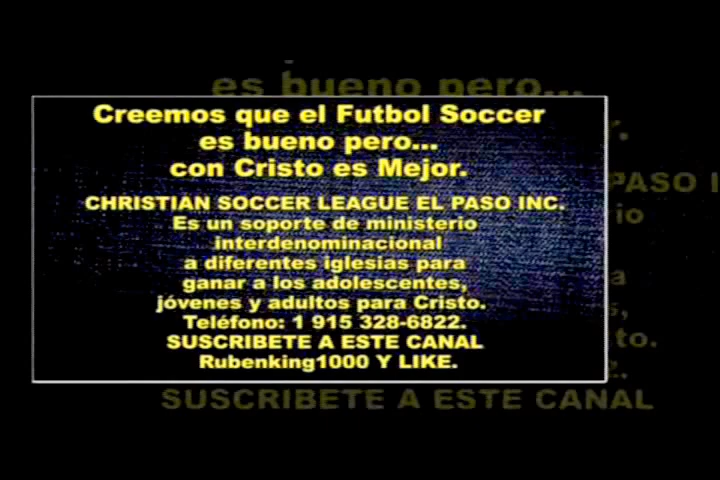 Creemos que el Futbol Soccer
es bueno pero...
con Cristo es Mejor.
CHRISTIAN SOCCER LEAGUE EL PASO INC.
Es un soporte de ministerio
interdenominacional
a diferentes iglesias para
ganar a los adolescentes,
jóvenes y adultos para Cristo.
Teléfono: 1 915 328-6822.
SUSCRIBETE A ESTE CANAL
Rubenking1000 Y LIKE.
es bueno pero...
PASO I
SUSCRIBETE A ESTE CANAL